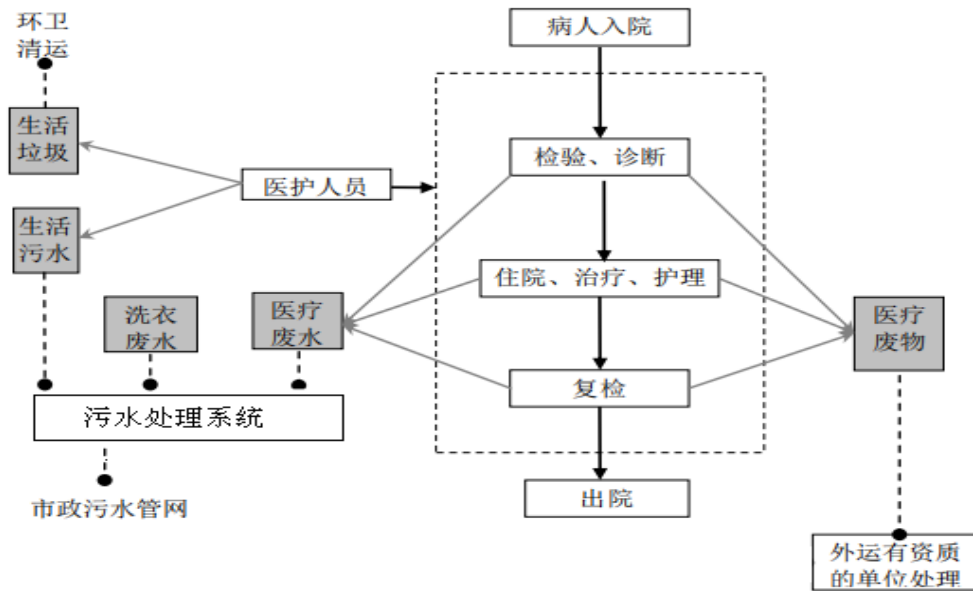 环卫
清运
病人入院
生活
垃圾
检验、诊断
医护人员
生活
污水
住院、治疗、护理
洗衣
废水
医疗
废水
医疗
废物
复检
污水处理系统
出院
市政污水管网
外运有资质
的单位处理